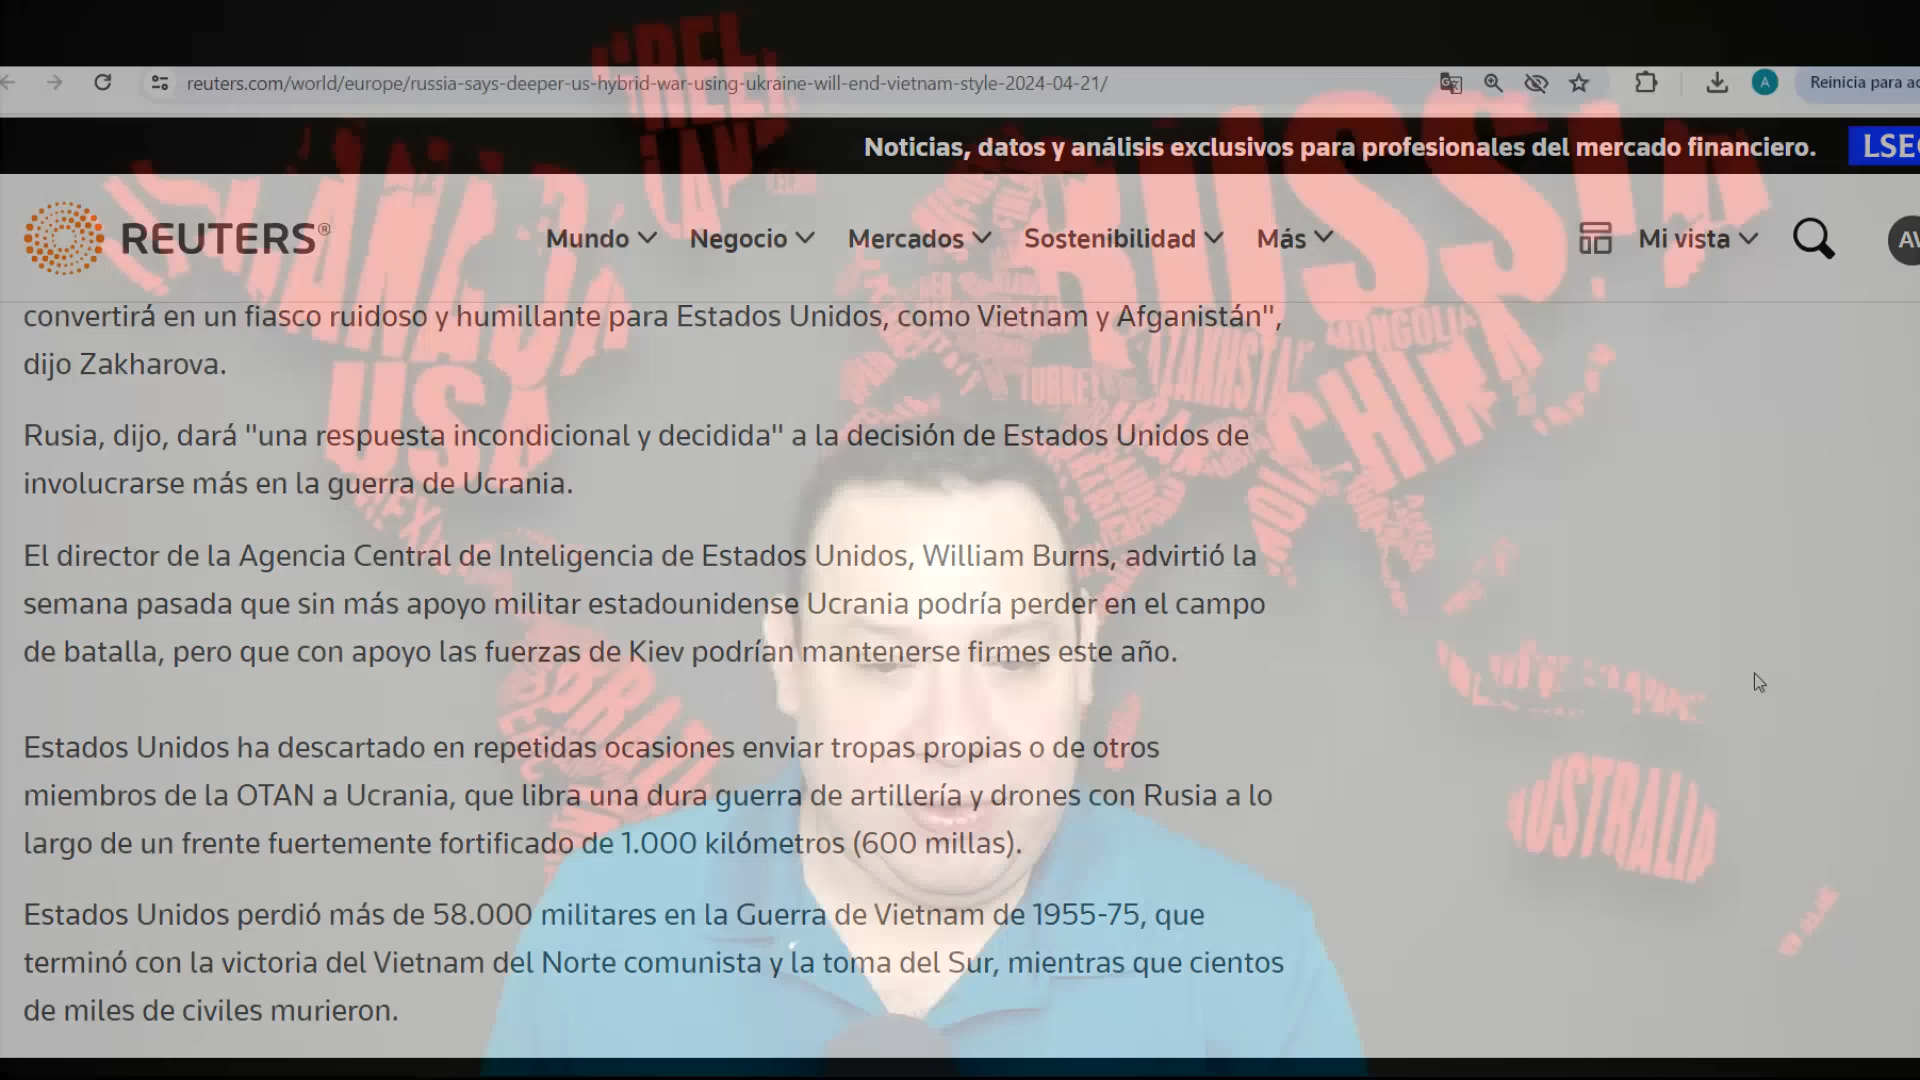 reuters.com/world/europe/russia-says-deeper-us-hybrid-war-using-ukraine-will-end-vietnam-style-2024-04-21/
A
Reinicia para ac
Noticias, datos y análisis exclusivos para profesionales del mercado financiero.
LSE
REUTERS®
Mundo
Negocio
Mercados
Sostenibilidad
Más
Mi vista
AV
convertirá en un fiasco ruidoso y humillante para Estados Unidos, como Vietnam y Afganistán",
dijo Zakharova.
Rusia, dijo, dará "una respuesta incondicional y decidida" a la decisión de Estados Unidos de
involucrarse más en la guerra de Ucrania.
El director de la Agencia Central de Inteligencia de Estados Unidos, William Burns, advirtió la
semana pasada que sin más apoyo militar estadounidense Ucrania podría perder en el campo
de batalla, pero que con apoyo las fuerzas de Kiev podrían mantenerse firmes este año.
Estados Unidos ha descartado en repetidas ocasiones enviar tropas propias o de otros
miembros de la OTAN a Ucrania, que libra una dura guerra de artillería y drones con Rusia a lo
largo de un frente fuertemente fortificado de 1.000 kilómetros (600 millas).
Estados Unidos perdió más de 58.000 militares en la Guerra de Vietnam de 1955-75, que
terminó con la victoria del Vietnam del Norte comunista y la toma del Sur, mientras que cientos
de miles de civiles murieron.
RUSSIA
USA
MONGOLIA
CHINA
AUSTRALIA